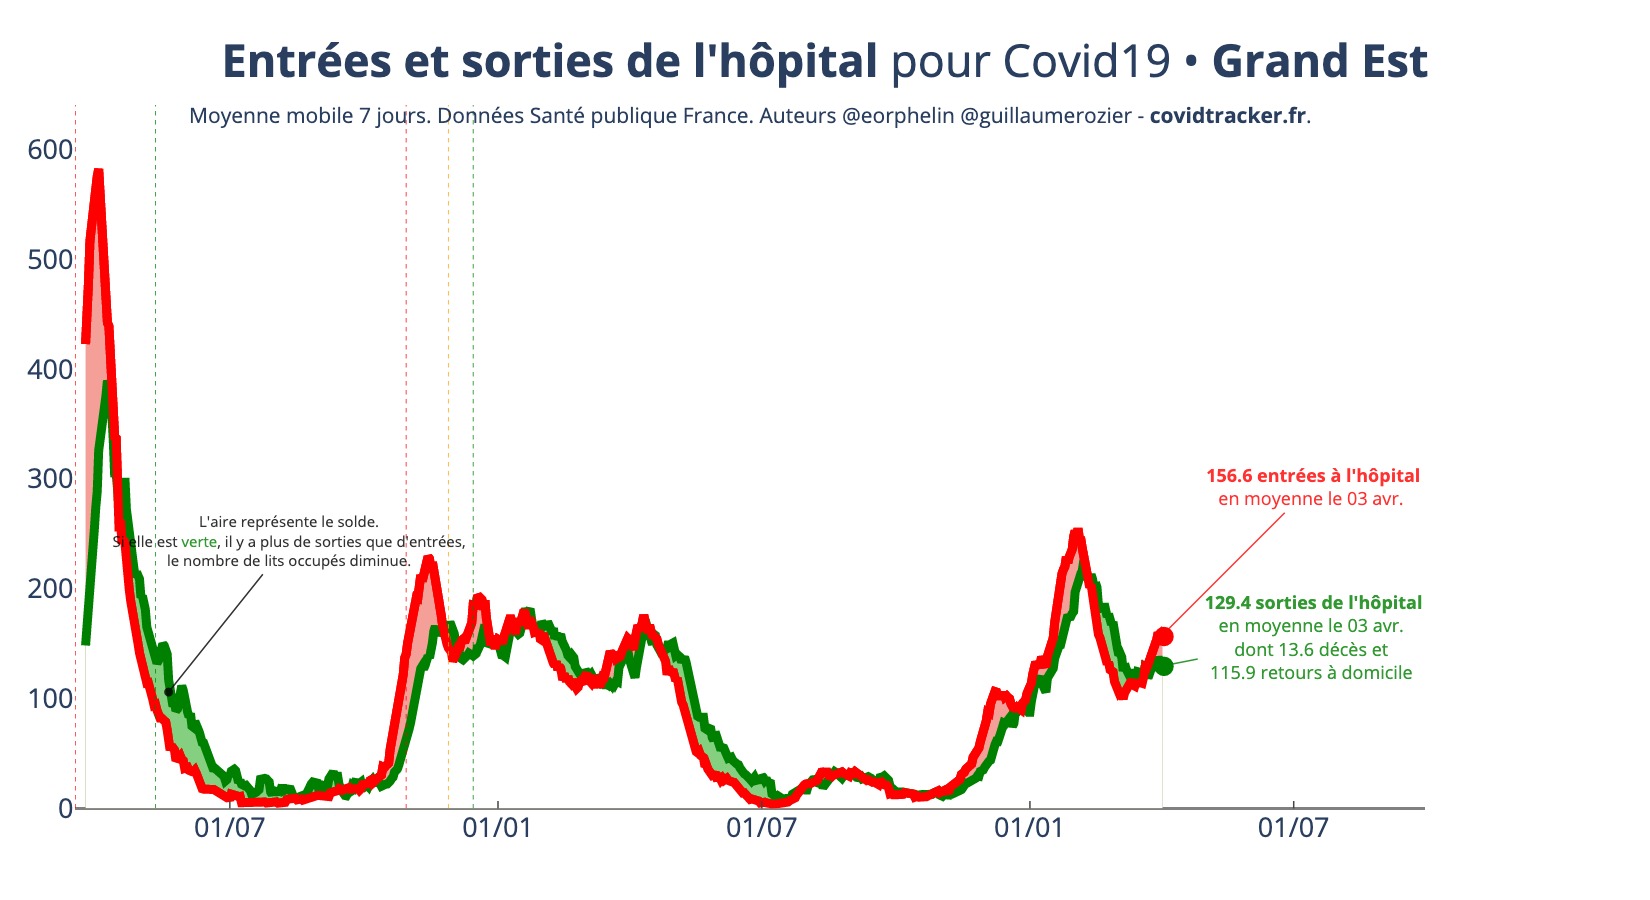 Entrées et sorties de l'hôpital pour Covid19 • Grand Est
Moyenne mobile 7 jours. Données Santé publique France. Auteurs @eorphelin @guillaumerozier - covidtracker.fr.
600
500
400
300
200
100
0
L'aire représente le solde.
Si elle est verte, il y a plus de sorties que d'entrées,
le nombre de lits occupés diminue.
156.6 entrées à l'hôpital
en moyenne le 03 avr.
129.4 sorties de l'hôpital
en moyenne le 03 avr.
dont 13.6 décès et
115.9 retours à domicile
01/07
01/01
01/07
01/01
01/07